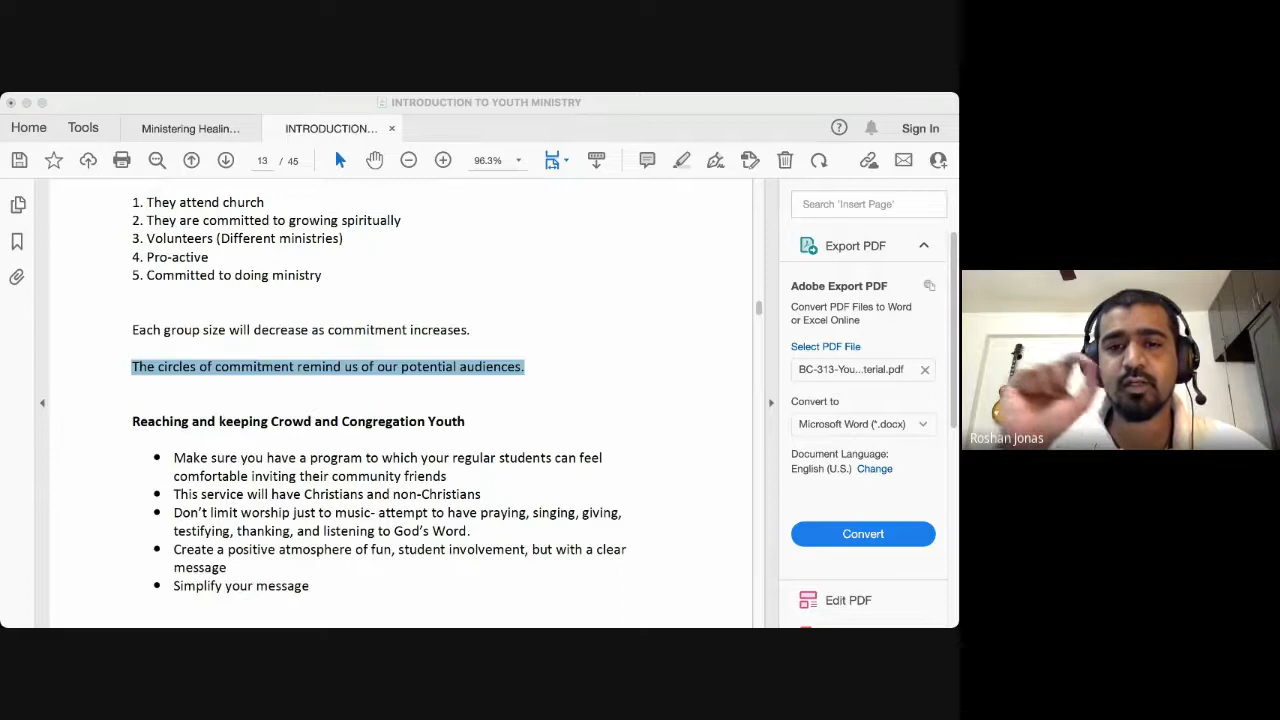 INTRODUCTION TO YOUTH MINISTRY
Home
Tools
Ministering Healin...
INTRODUCTION...
Sign In
13 / 45
96.3%
1. They attend church
2. They are committed to growing spiritually
3. Volunteers (Different ministries)
4. Pro-active
5. Committed to doing ministry
Each group size will decrease as commitment increases.
The circles of commitment remind us of our potential audiences.
Reaching and keeping Crowd and Congregation Youth
• Make sure you have a program to which your regular students can feel
comfortable inviting their community friends
• This service will have Christians and non-Christians
• Don’t limit worship just to music- attempt to have praying, singing, giving,
testifying, thanking, and listening to God’s Word.
• Create a positive atmosphere of fun, student involvement, but with a clear
message
• Simplify your message
Search 'Insert Page'
Export PDF
Adobe Export PDF
Convert PDF Files to Word
or Excel Online
Select PDF File
BC-313-You...terial.pdf
Convert to
Microsoft Word (*.docx)
Document Language:
English (U.S.) Change
Convert
Edit PDF
Roshan Jonas